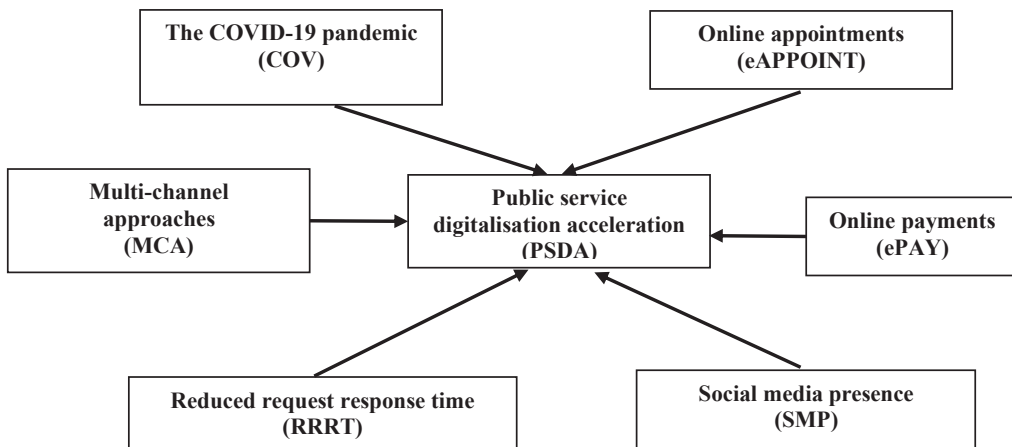 The COVID-19 pandemic
(COV)
Online appointments
(eAPPOINT)
Multi-channel
approaches
(MCA)
Public service
digitalisation acceleration
(PSDA)
Online payments
(ePAY)
Reduced request response time
(RRRT)
Social media presence
(SMP)